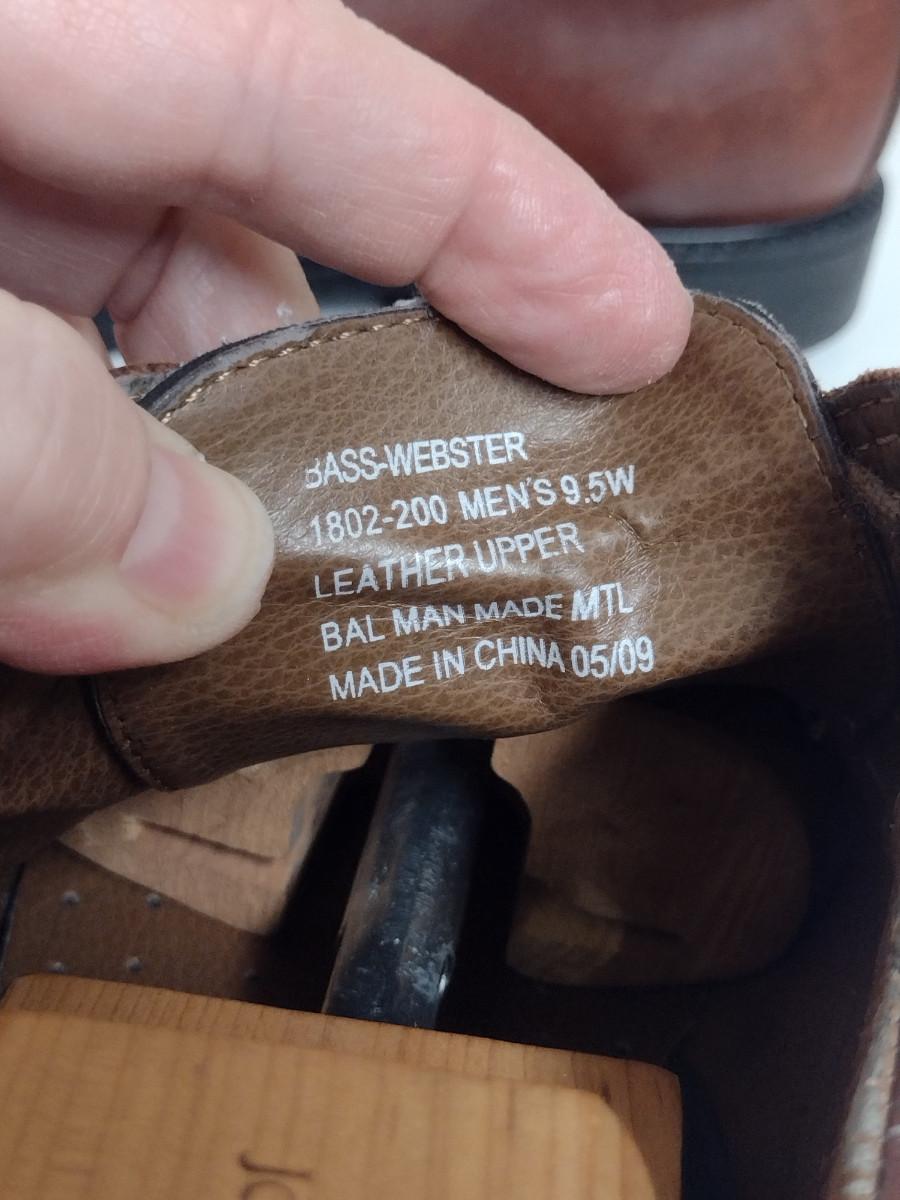 BASS-WEBSTER
1802-200 MEN'S 9.5W
LEATHER UPPER
BAL MAN MADE MTL
MADE IN CHINA 05/09